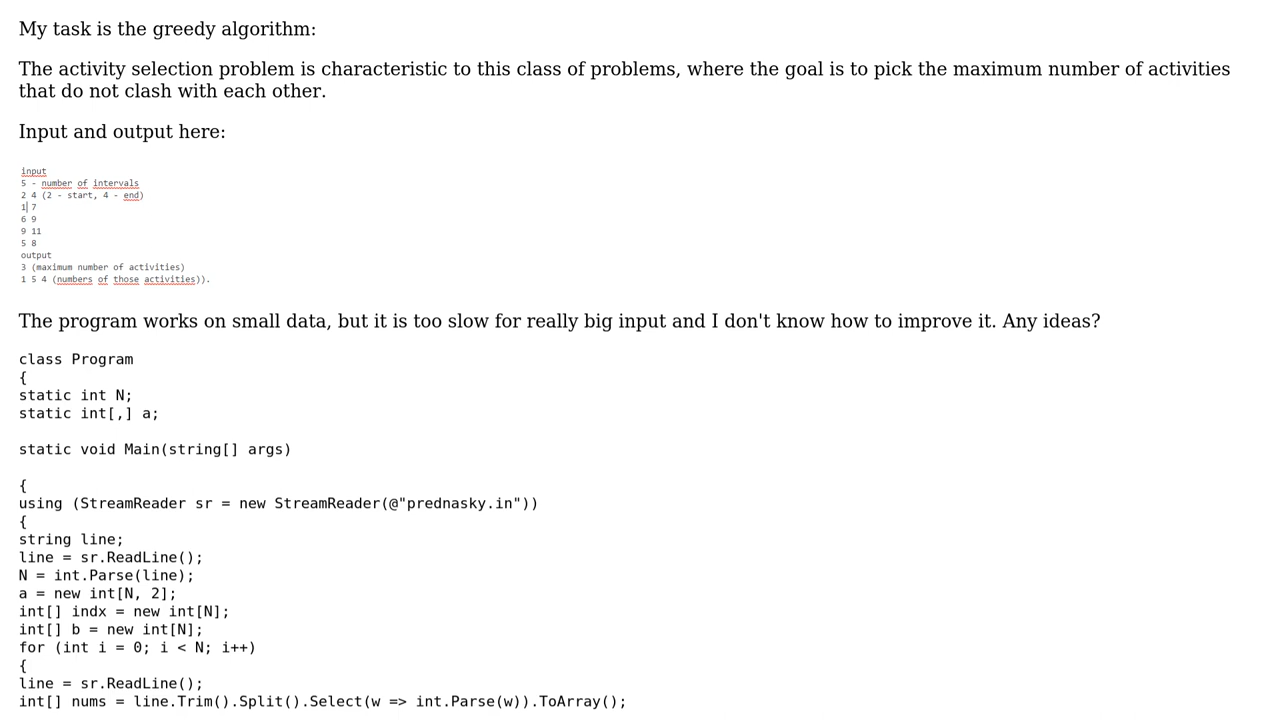 My task is the greedy algorithm:
The activity selection problem is characteristic to this class of problems, where the goal is to pick the maximum number of activities
that do not clash with each other.
Input and output here:
input
5 - number of intervals
2 4 (2 - start, 4 - end)
1 7
6 9
9 11
5 8
output
3 (maximum number of activities)
1 5 4 (numbers of those activities)).
The program works on small data, but it is too slow for really big input and I don't know how to improve it. Any ideas?
class Program
{
static int N;
static int[,] a;
static void Main(string[] args)
{
using (StreamReader sr = new StreamReader(@"prednasky.in"))
{
string line;
line = sr.ReadLine();
N = int.Parse(line);
a = new int[N, 2];
int[] indx = new int[N];
int[] b = new int[N];
for (int i = 0; i < N; i++)
{
line = sr.ReadLine();
int[] nums = line.Trim().Split().Select(w => int.Parse(w)).ToArray();